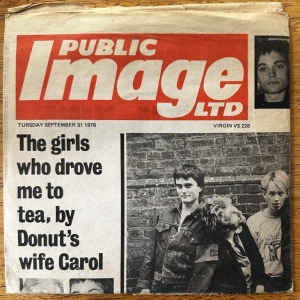 PUBLIC
Image
LTD
TURSDAY SEPTEMBER 31 1978
VIRGIN VS 228
The girls
who drove
me to
tea, by
Donut's
wife Carol